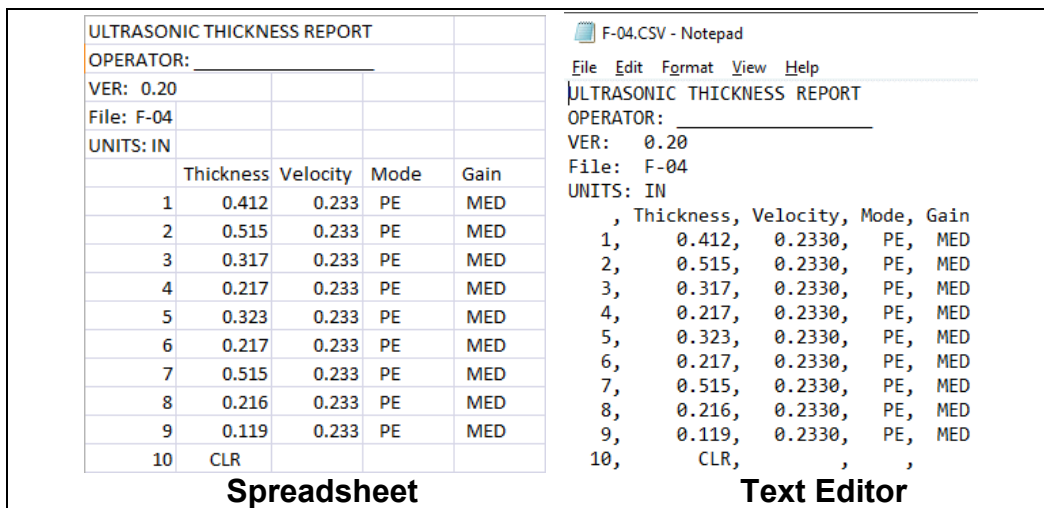 ULTRASONIC THICKNESS REPORT
OPERATOR: ___________________
VER: 0.20
File: F-04
UNITS: IN
Thickness Velocity Mode Gain
1 0.412 0.233 PE MED
2 0.515 0.233 PE MED
3 0.317 0.233 PE MED
4 0.217 0.233 PE MED
5 0.323 0.233 PE MED
6 0.217 0.233 PE MED
7 0.515 0.233 PE MED
8 0.216 0.233 PE MED
9 0.119 0.233 PE MED
10 CLR
Spreadsheet
F-04.CSV - Notepad
File Edit Format View Help
ULTRASONIC THICKNESS REPORT
OPERATOR: ___________________
VER: 0.20
File: F-04
UNITS: IN
, Thickness, Velocity, Mode, Gain
1, 0.412, 0.2330, PE, MED
2, 0.515, 0.2330, PE, MED
3, 0.317, 0.2330, PE, MED
4, 0.217, 0.2330, PE, MED
5, 0.323, 0.2330, PE, MED
6, 0.217, 0.2330, PE, MED
7, 0.515, 0.2330, PE, MED
8, 0.216, 0.2330, PE, MED
9, 0.119, 0.2330, PE, MED
10, CLR, , ,
Text Editor